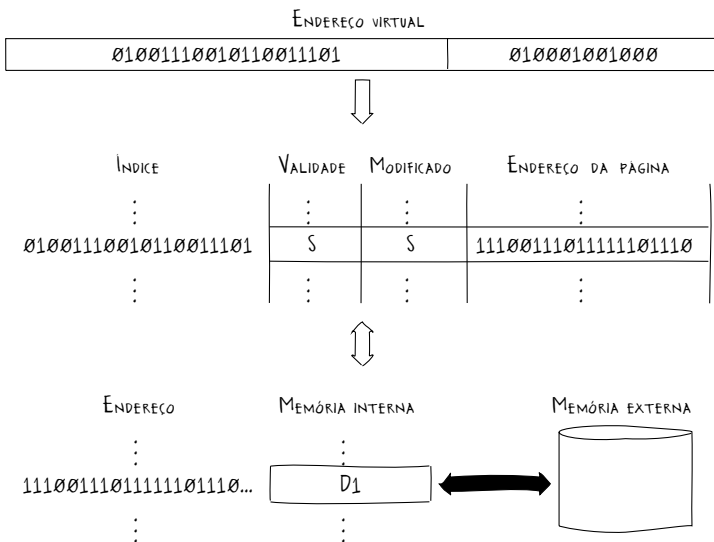 Endereço virtual
01001110010110011101 010001001000
Índice Validade Modificado Endereço da página
01001110010110011101 S S 11100111011111101110
Endereço Memória interna Memória externa
11100111011111101110... D1